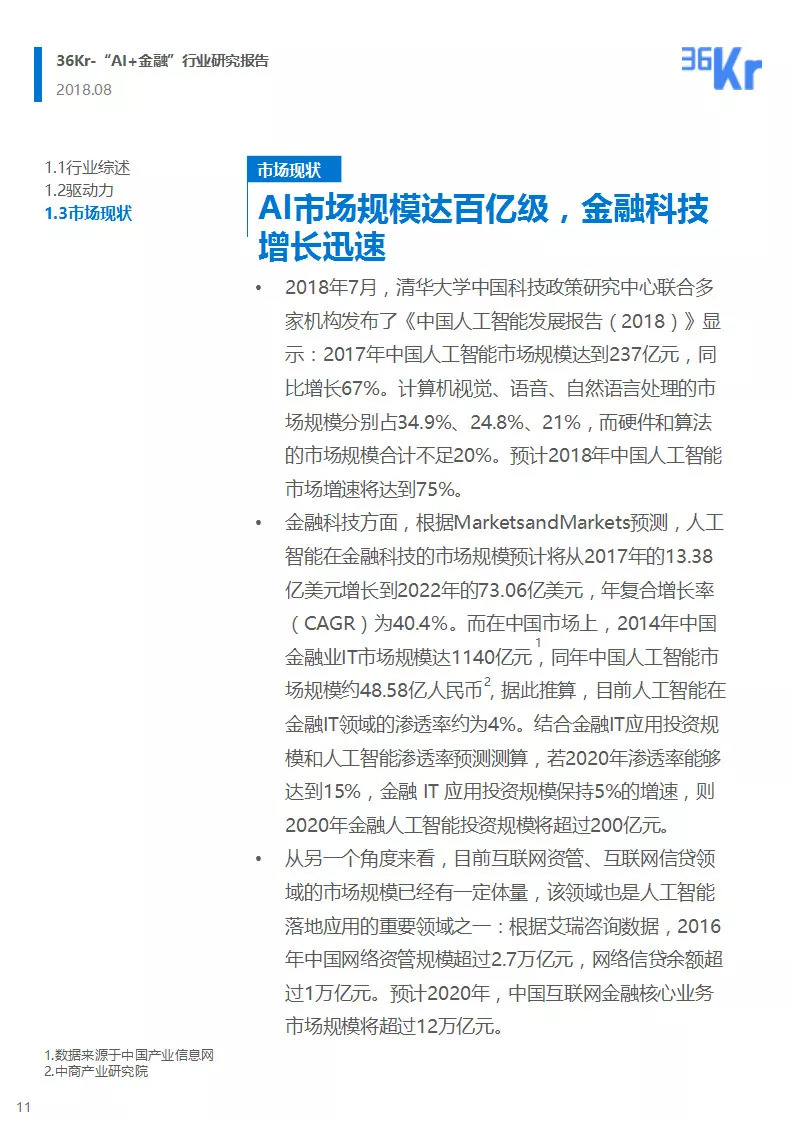 36Kr-“AI+金融”行业研究报告
2018.08
36Kr
1.1行业综述
1.2驱动力
1.3市场现状
市场现状
AI市场规模达百亿级，金融科技
增长迅速
• 2018年7月，清华大学中国科技政策研究中心联合多
家机构发布了《中国人工智能发展报告（2018）》显
示：2017年中国人工智能市场规模达到237亿元，同
比增长67%。计算机视觉、语音、自然语言处理的市
场规模分别占34.9%、24.8%、21%，而硬件和算法
的市场规模合计不足20%。预计2018年中国人工智能
市场增速将达到75%。
• 金融科技方面，根据MarketsandMarkets预测，人工
智能在金融科技的市场规模预计将从2017年的13.38
亿美元增长到2022年的73.06亿美元，年复合增长率
（CAGR）为40.4%。而在中国市场上，2014年中国
金融业IT市场规模达1140亿元1，同年中国人工智能市
场规模约48.58亿人民币2，据此推算，目前人工智能在
金融IT领域的渗透率约为4%。结合金融IT应用投资规
模和人工智能渗透率预测测算，若2020年渗透率能够
达到15%，金融 IT 应用投资规模保持5%的增速，则
2020年金融人工智能投资规模将超过200亿元。
• 从另一个角度来看，目前互联网资管、互联网信贷领
域的市场规模已经有一定体量，该领域也是人工智能
落地应用的重要领域之一：根据艾瑞咨询数据，2016
年中国网络资管规模超过2.7万亿元，网络信贷余额超
过1万亿元。预计2020年，中国互联网金融核心业务
市场规模将超过12万亿元。
1.数据来源于中国产业信息网
2.中商产业研究院
11